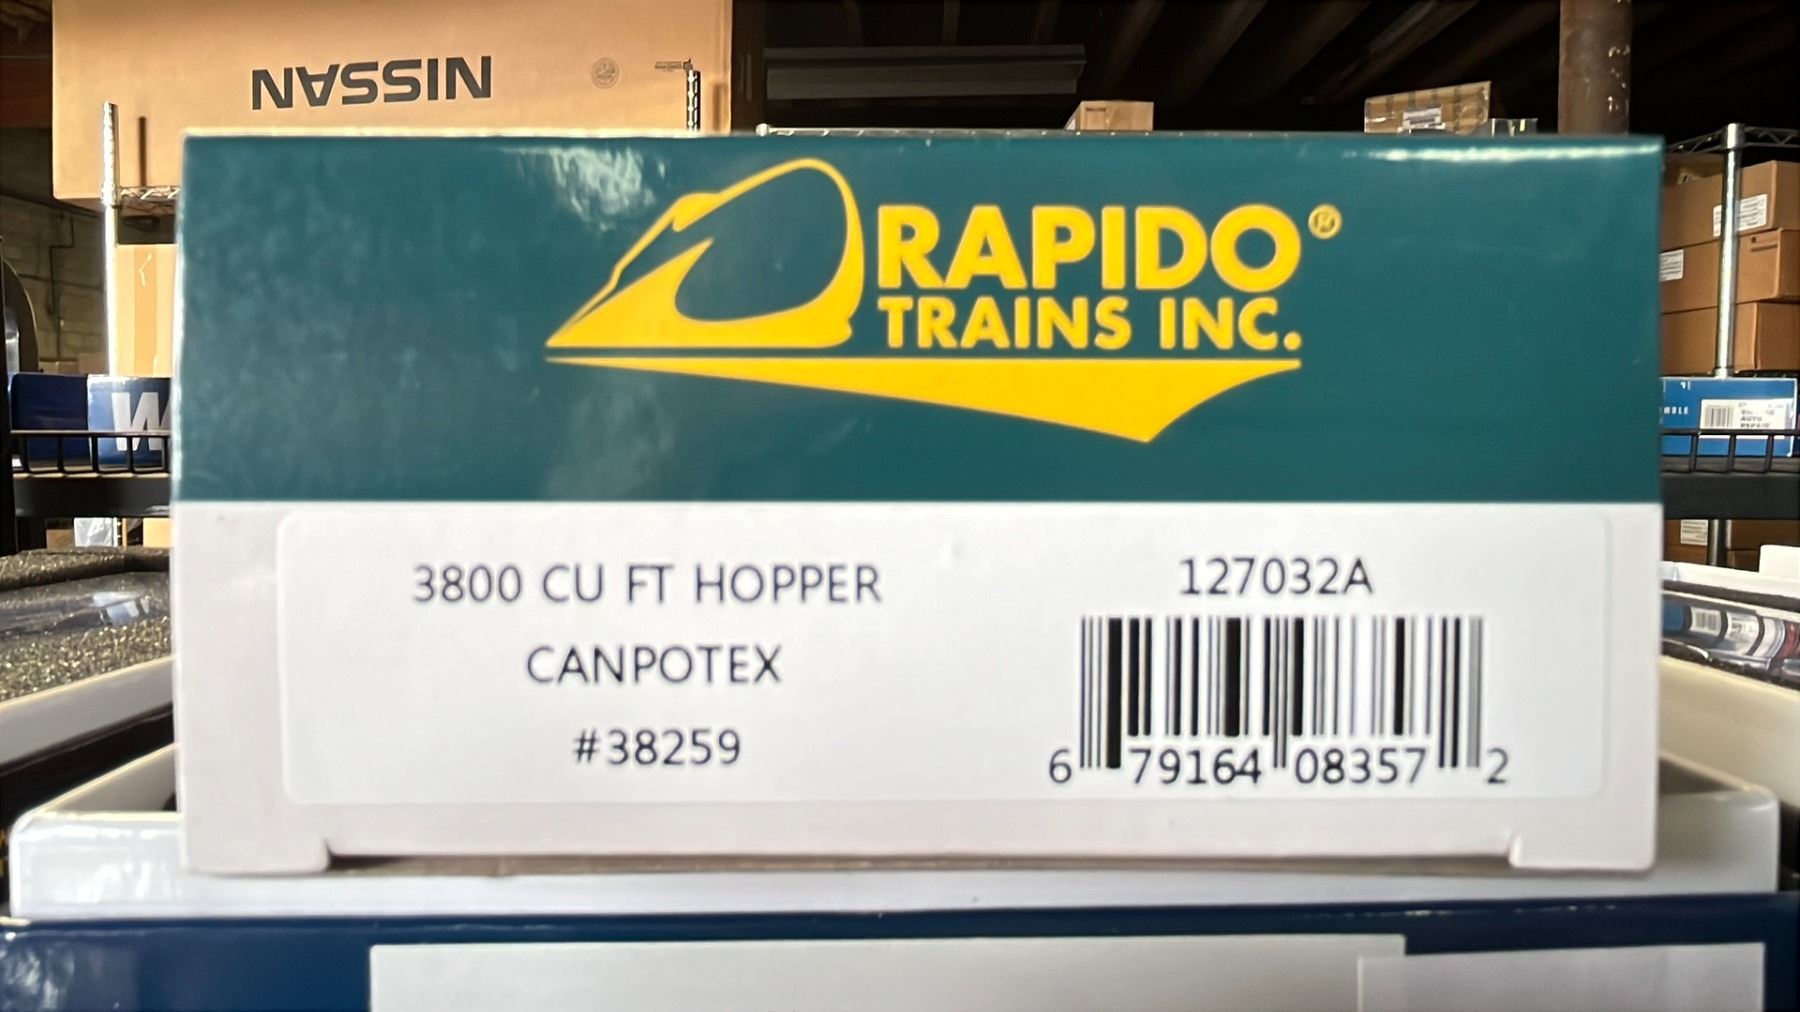 NISSAN
RAPIDO®
TRAINS INC.
3800 CU FT HOPPER
CANPOTEX
#38259
127032A
6 79164 08357 2